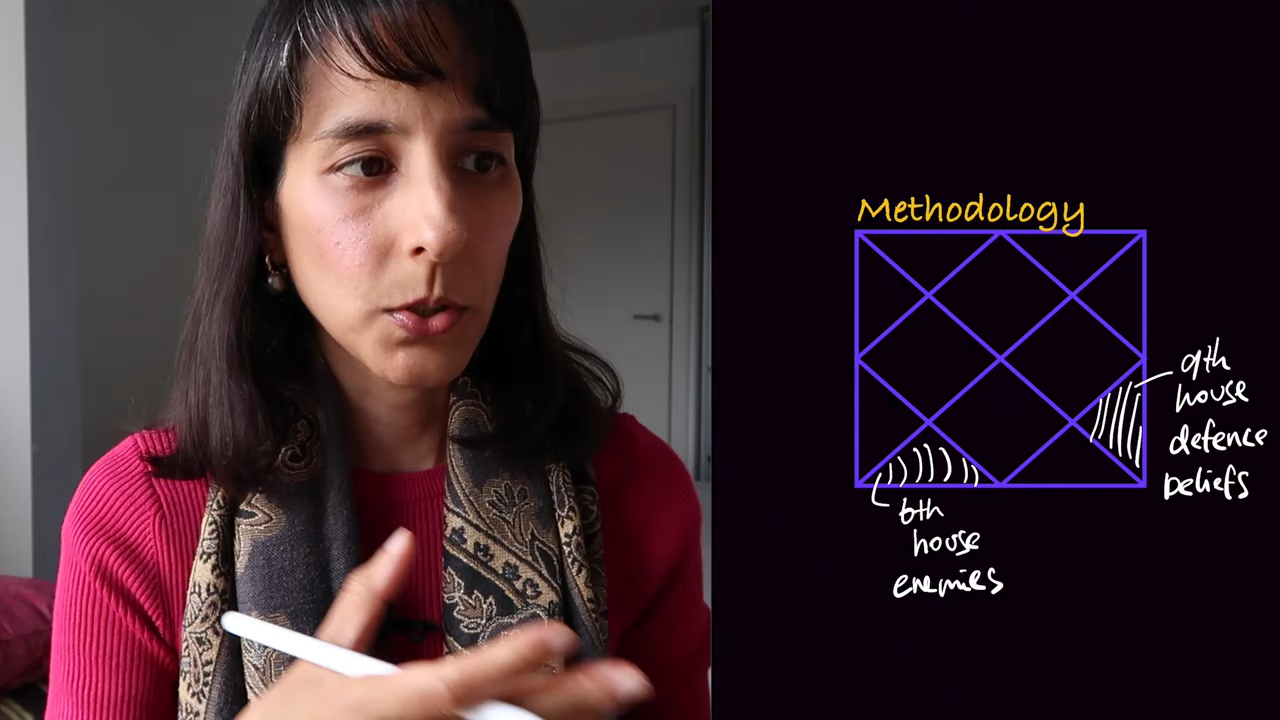 Methodology
9th
house
defence
beliefs
6th
house
enemies